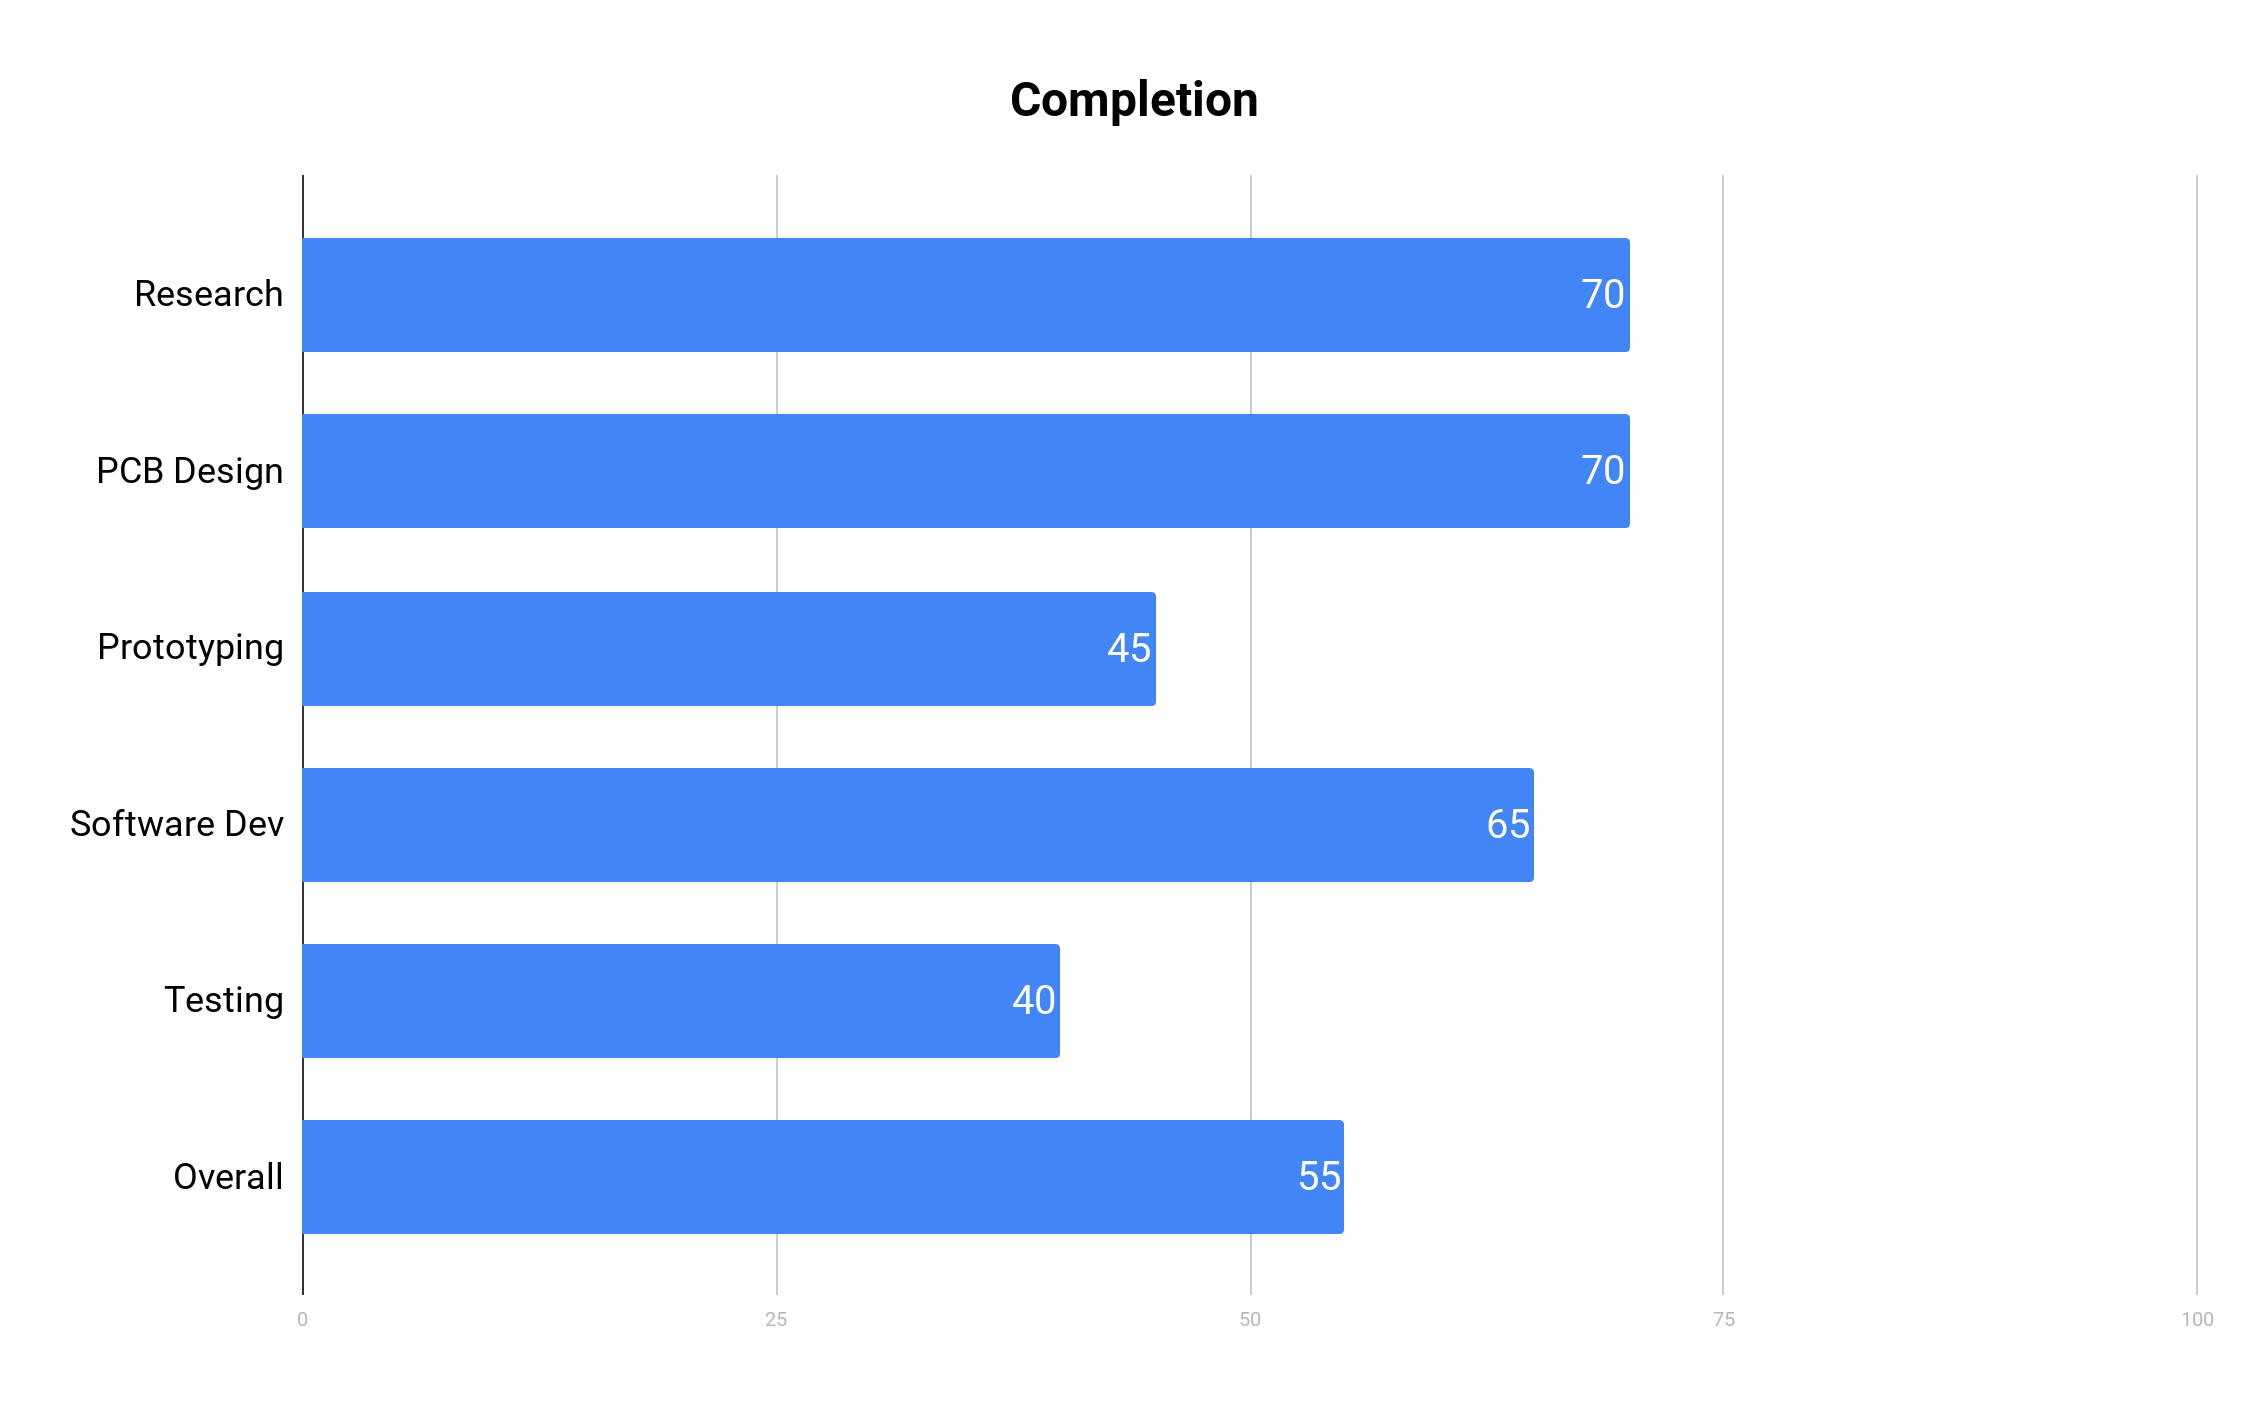 Completion
Research 70
PCB Design 70
Prototyping 45
Software Dev 65
Testing 40
Overall 55
0 25 50 75 100